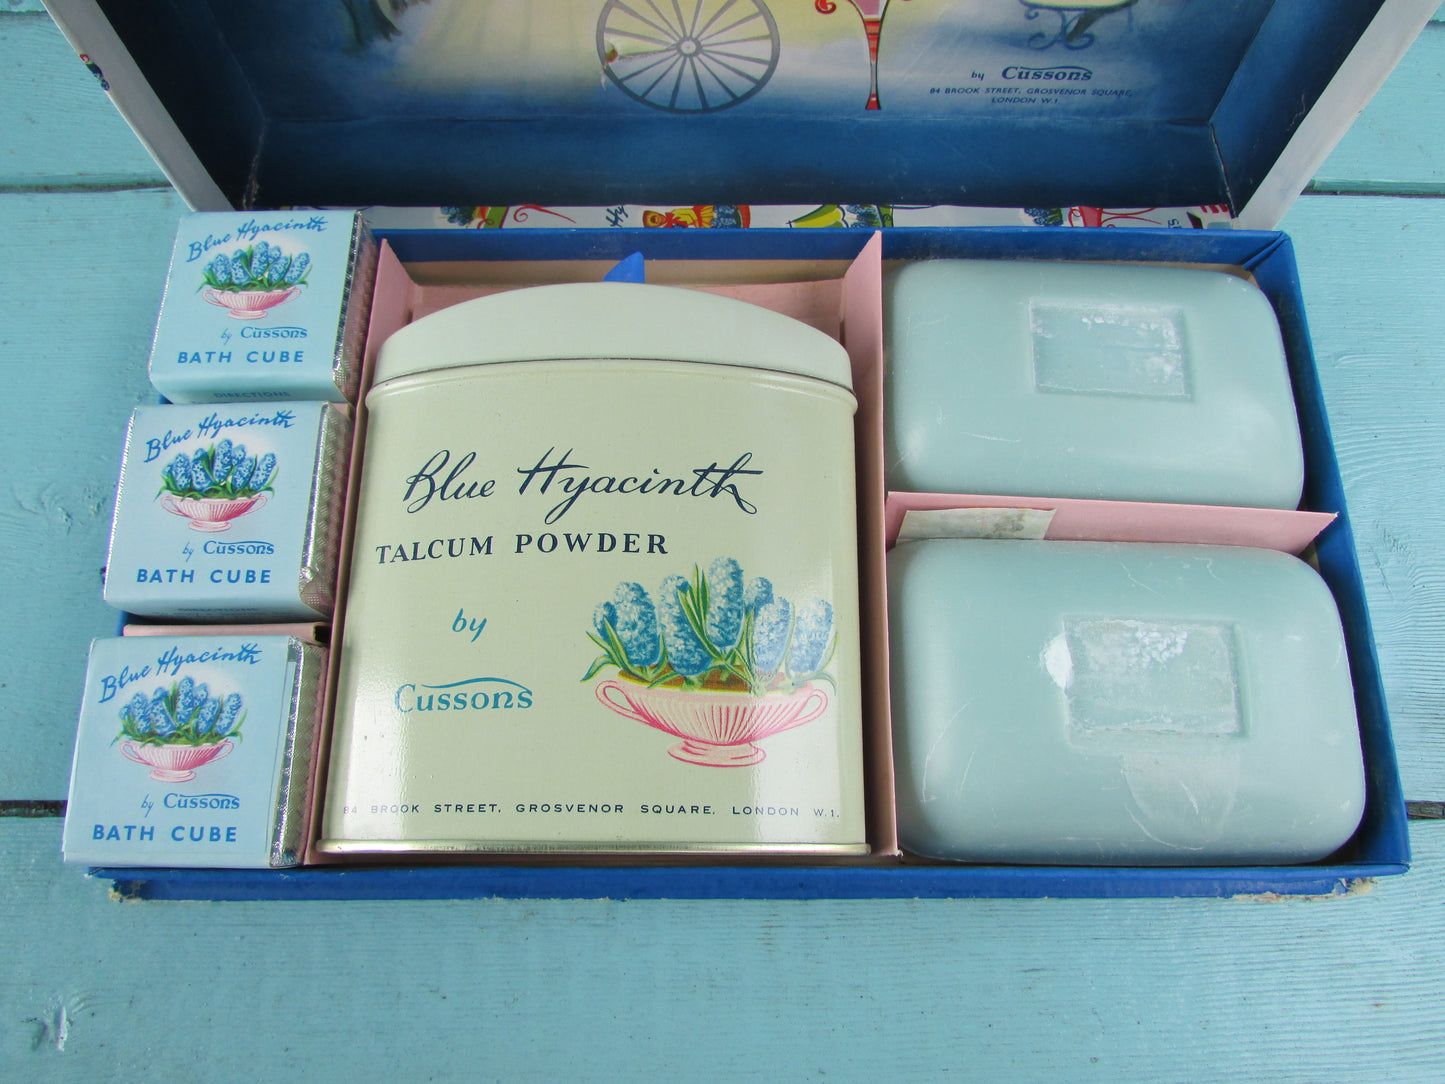 by Cussons
84 BROOK STREET, GROSVENOR SQUARE,
LONDON W.1
Blue Hyacinth
by Cussons
BATH CUBE
DIRECTIONS
Blue Hyacinth
by Cussons
BATH CUBE
DIRECTIONS
Blue Hyacinth
by Cussons
BATH CUBE
Blue Hyacinth
TALCUM POWDER
by
Cussons
84 BROOK STREET, GROSVENOR SQUARE, LONDON W.1.